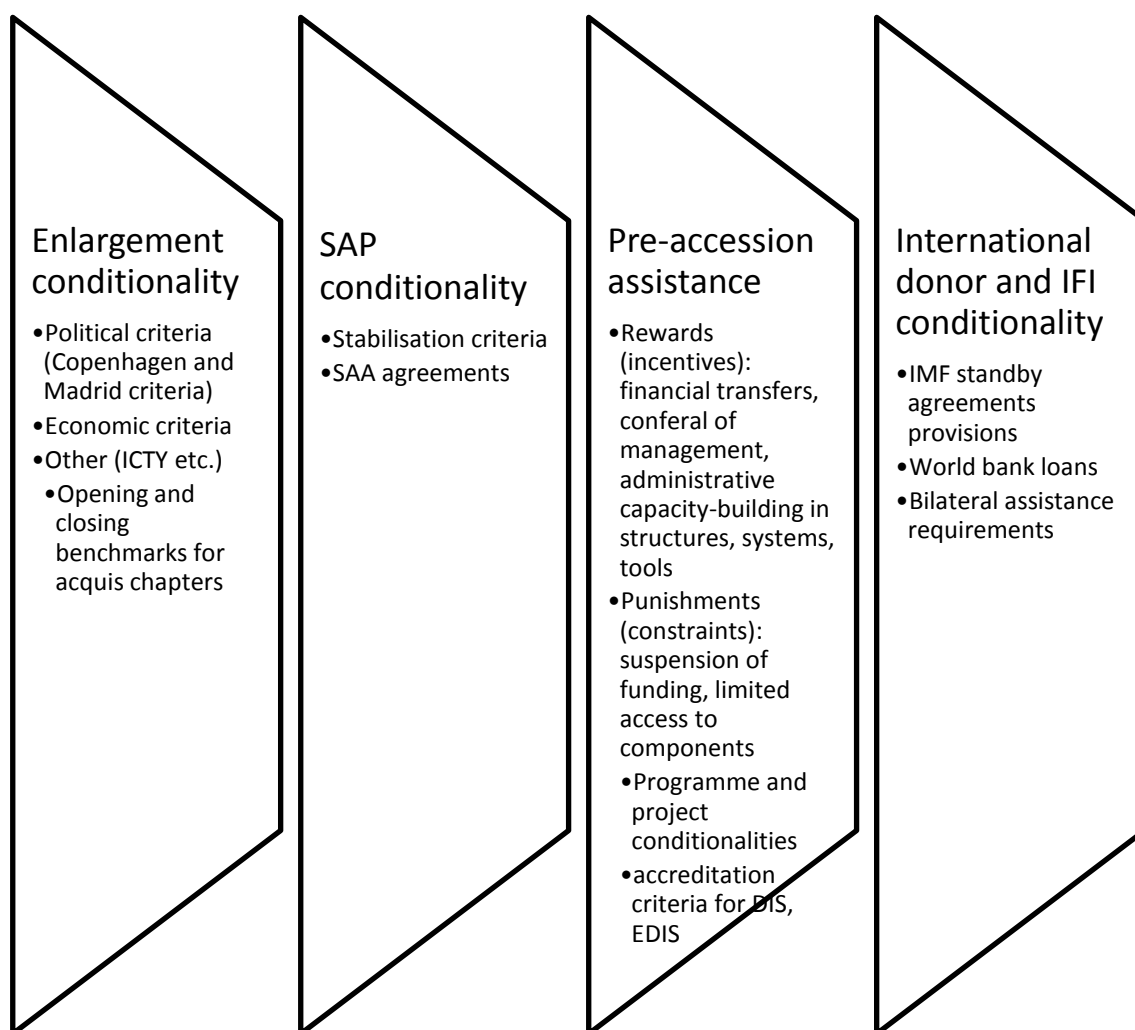 Enlargement
conditionality
•Political criteria
(Copenhagen and
Madrid criteria)
•Economic criteria
•Other (ICTY etc.)
•Opening and
closing
benchmarks for
acquis chapters
SAP
conditionality
•Stabilisation criteria
•SAA agreements
Pre-accession
assistance
•Rewards
(incentives):
financial transfers,
conferal of
management,
administrative
capacity-building in
structures, systems,
tools
•Punishments
(constraints):
suspension of
funding, limited
access to
components
•Programme and
project
conditionalities
•accreditation
criteria for DIS,
EDIS
International
donor and IFI
conditionality
•IMF standby
agreements
provisions
•World bank loans
•Bilateral assistance
requirements